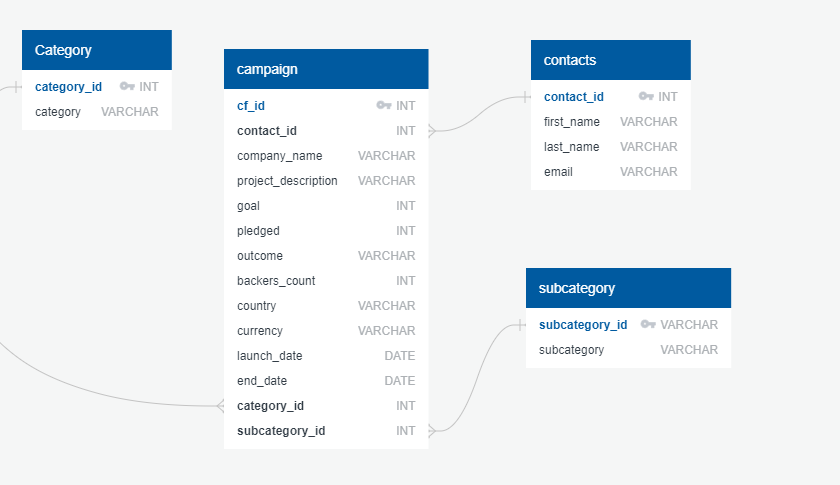 Category
category_id INT
category VARCHAR
campaign
cf_id INT
contact_id INT
company_name VARCHAR
project_description VARCHAR
goal INT
pledged INT
outcome VARCHAR
backers_count INT
country VARCHAR
currency VARCHAR
launch_date DATE
end_date DATE
category_id INT
subcategory_id INT
contacts
contact_id INT
first_name VARCHAR
last_name VARCHAR
email VARCHAR
subcategory
subcategory_id VARCHAR
subcategory VARCHAR